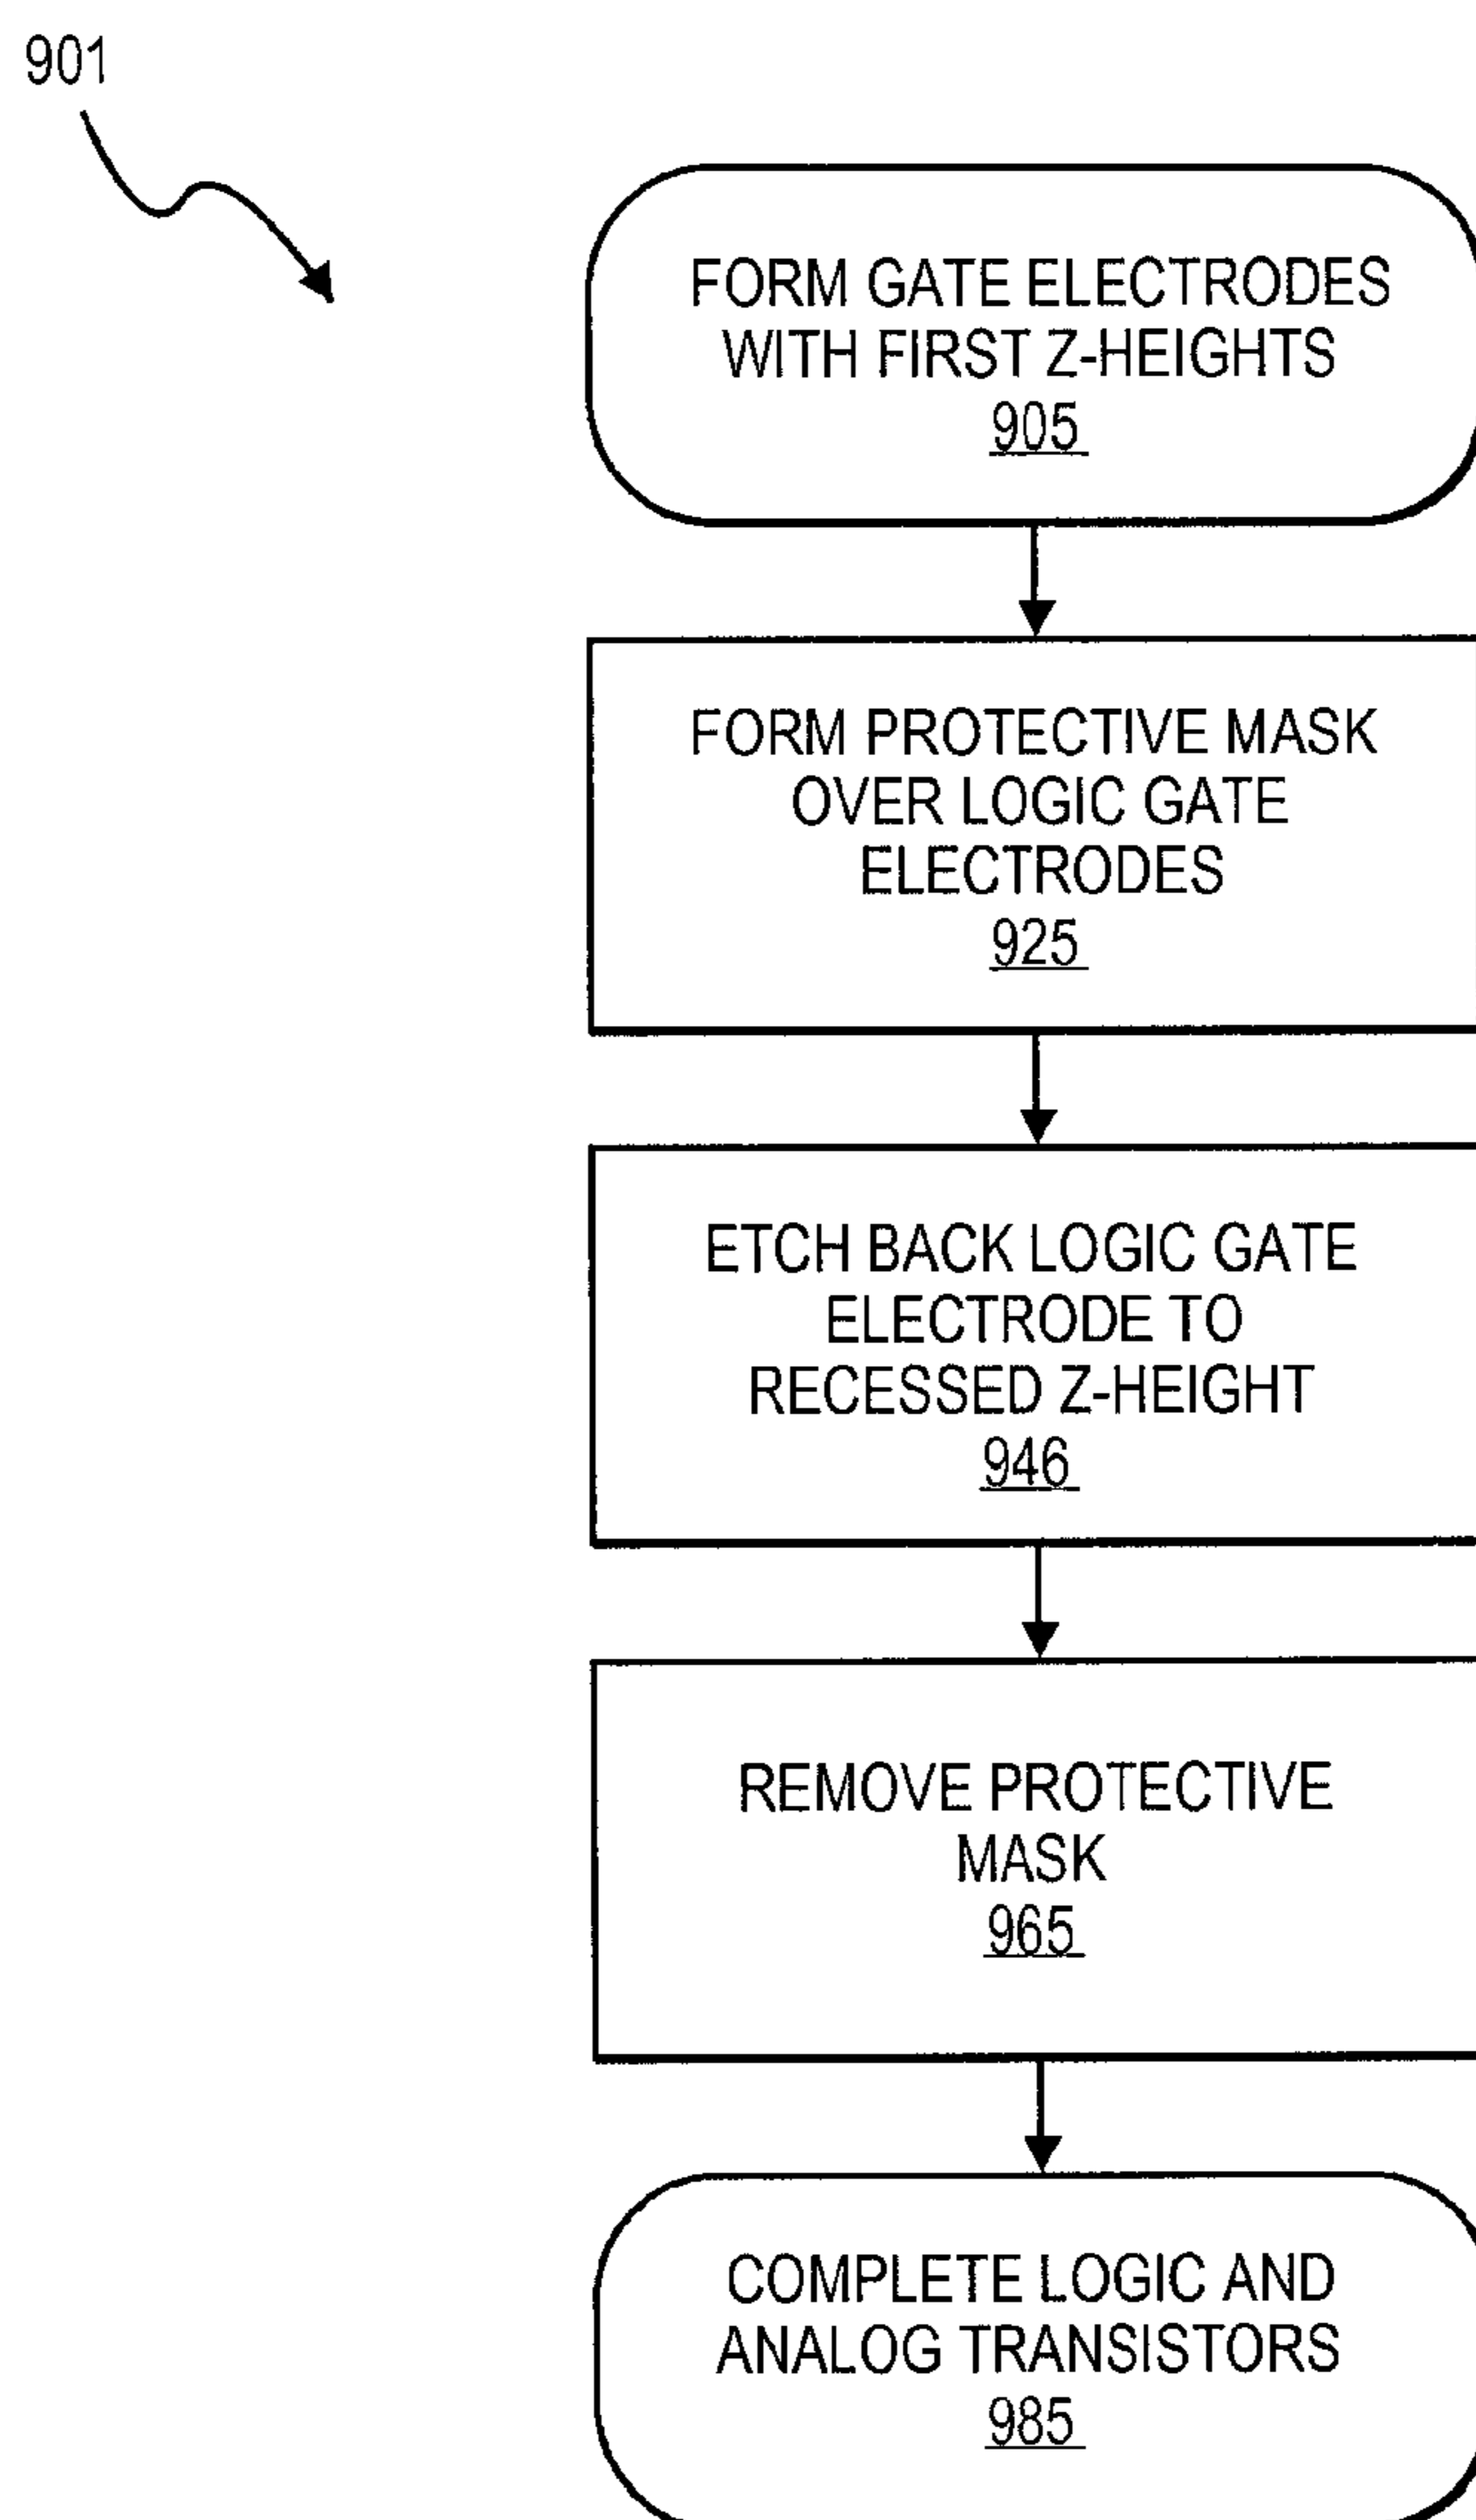 901
FORM GATE ELECTRODES
WITH FIRST Z-HEIGHTS
905
FORM PROTECTIVE MASK
OVER LOGIC GATE
ELECTRODES
925
ETCH BACK LOGIC GATE
ELECTRODE TO
RECESSED Z-HEIGHT
946
REMOVE PROTECTIVE
MASK
965
COMPLETE LOGIC AND
ANALOG TRANSISTORS
985